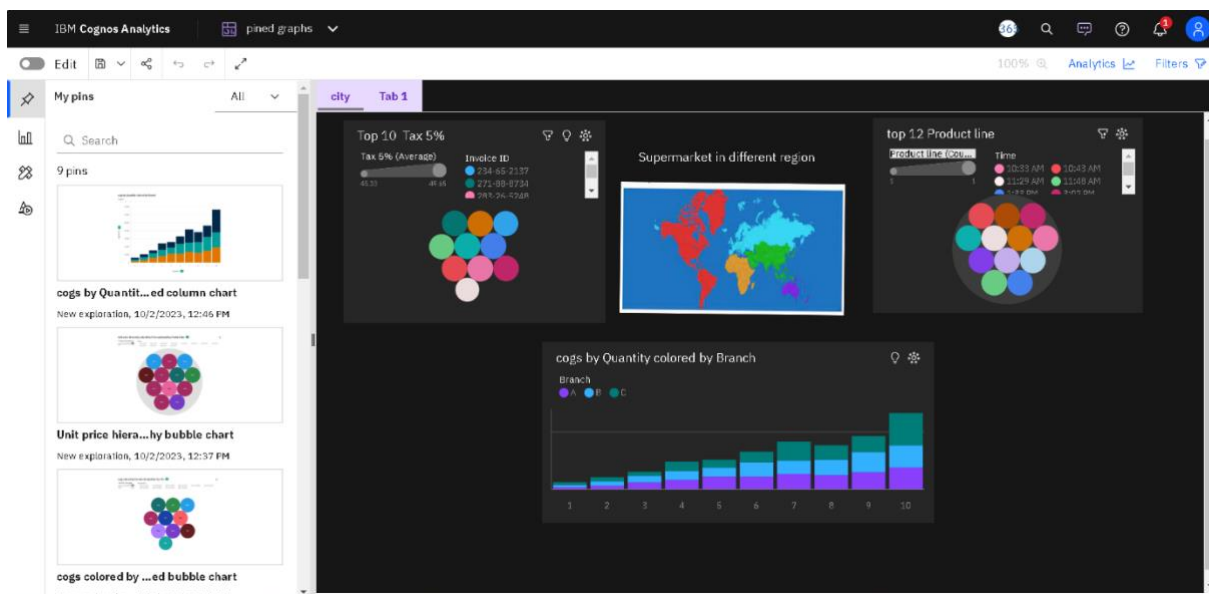 IBM Cognos Analytics
pined graphs
1
Edit
100%
Analytics
Filters
My pins
All
Search
9 pins
cogs by Quantit...ed column chart
New exploration, 10/2/2023, 12:46 PM
Unit price hiera...hy bubble chart
New exploration, 10/2/2023, 12:37 PM
cogs colored by ...ed bubble chart
city
Tab 1
Top 10 Tax 5%
Tax 5% (Average)
Invoice ID
234-65-2137
271-88-8734
Supermarket in different region
top 12 Product line
Product line (Cou...
1
1
Time
10:33 AM
10:43 AM
11:29 AM
11:48 AM
cogs by Quantity colored by Branch
Branch
A
B
C
1
2
3
4
5
6
7
8
9
10